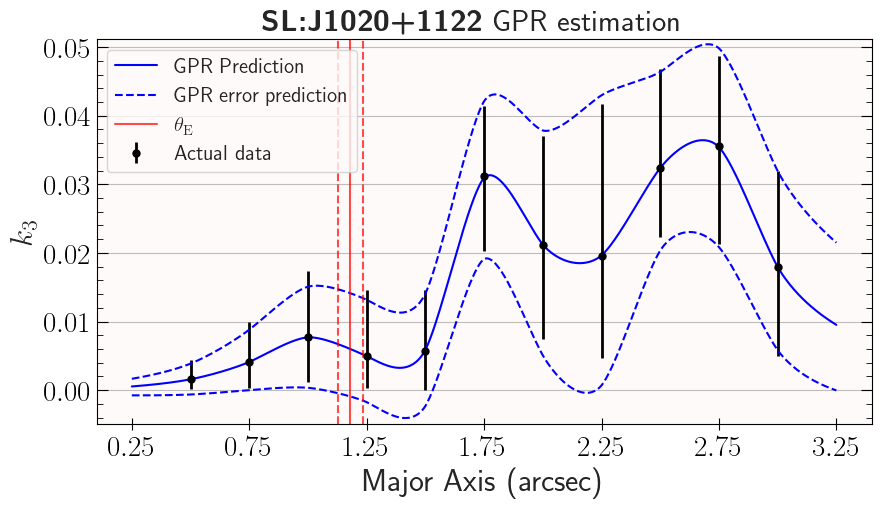 SL:J1020+1122 GPR estimation
0.05
0.04
0.03
0.02
0.01
0.00
k3
GPR Prediction
GPR error prediction
θE
Actual data
0.25 0.75 1.25 1.75 2.25 2.75 3.25
Major Axis (arcsec)